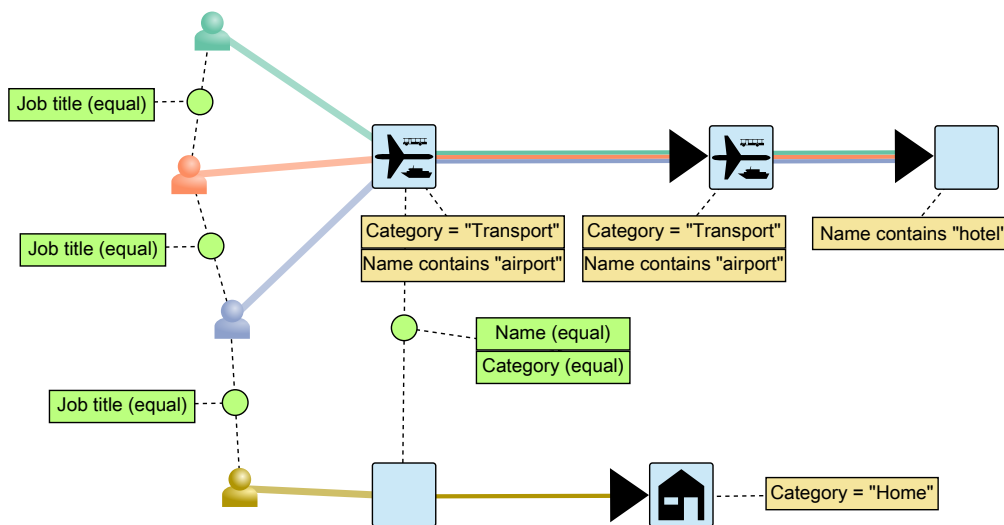 Job title (equal)
Job title (equal)
Category = "Transport"
Name contains "airport"
Category = "Transport"
Name contains "airport"
Name contains "hotel"
Name (equal)
Category (equal)
Job title (equal)
Category = "Home"